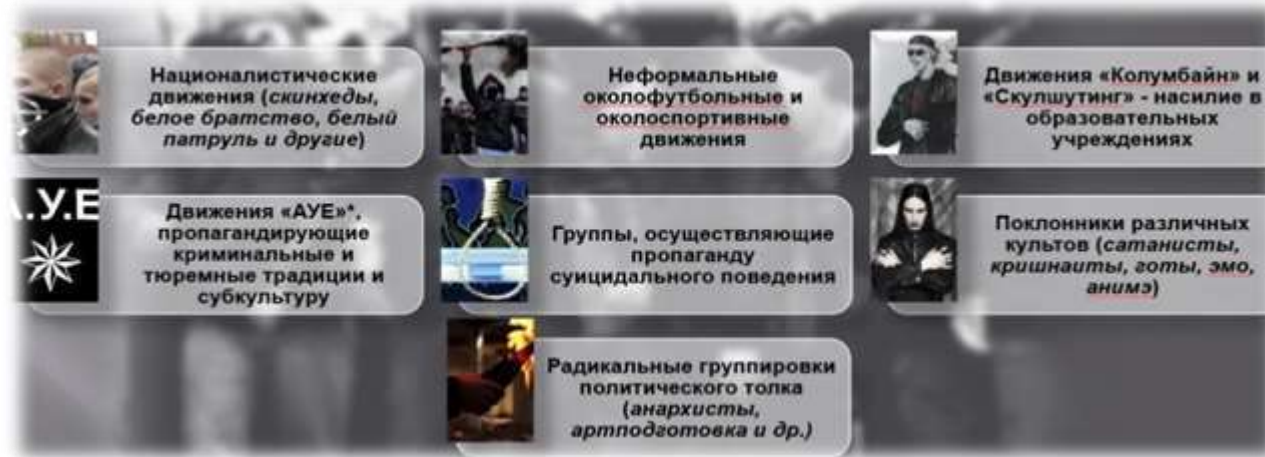 Националистические
движения (скинхеды,
белое братство, белый
патруль и другие)
Неформальные
околофутбольные и
околоспортивные
движения
Движения «Колумбайн» и
«Скулшутинг» - насилие в
образовательных
учреждениях
А.У.Е
Движения «АУЕ»*,
пропагандирующие
криминальные и
тюремные традиции и
субкультуру
Группы, осуществляющие
пропаганду
суицидального поведения
Поклонники различных
культов (сатанисты,
кришнаиты, готы, эмо,
анимэ)
Радикальные группировки
политического толка
(анархисты,
артподготовка и др.)